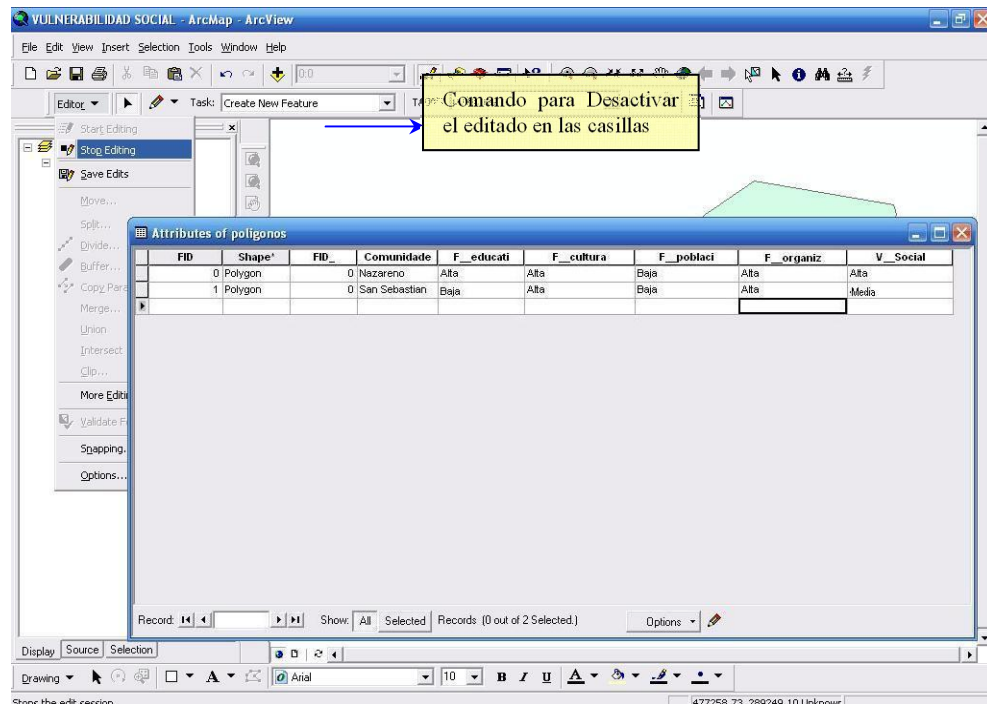 VULNERABILIDAD SOCIAL - ArcMap - ArcView
File Edit View Insert Selection Tools Window Help
0:0
Editor Task: Create New Feature
Comando para Desactivar
el editado en las casillas
Start Editing
Stop Editing
Save Edits
Move...
Split...
Divide...
Buffer...
Copy Para
Merge...
Union
Intersect
Clip...
More Editi
Validate F
Snapping.
Options...
Attributes of poligonos
FID Shape* FID_ Comunidade F__educati F__cultura F__poblaci F__organiz V__Social
0 Polygon 0 Nazareno Alta Alta Baja Alta Alta
1 Polygon 0 San Sebastian Baja Alta Baja Alta Media
Record: Show: All Selected Records (0 out of 2 Selected.) Options
Display Source Selection
Drawing A Arial 10 B I U A
Stops the edit session 477258,73 289249,10 Unknown